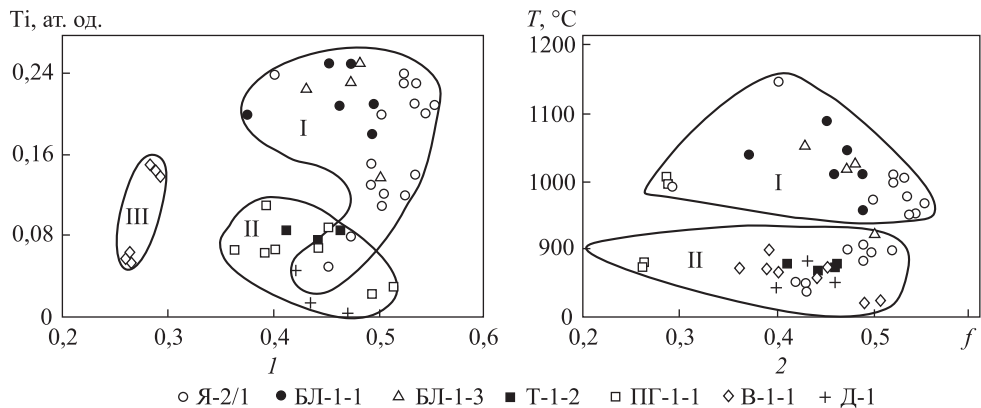 Ti, ат. од.
0,24
0,16
0,08
0
0,2
0,3
0,4
0,5
0,6
I
II
III
1
T, °C
1200
1100
1000
900
0
0,2
0,3
0,4
0,5
f
I
II
2
Я-2/1 БЛ-1-1 БЛ-1-3 Т-1-2 ПГ-1-1 В-1-1 Д-1